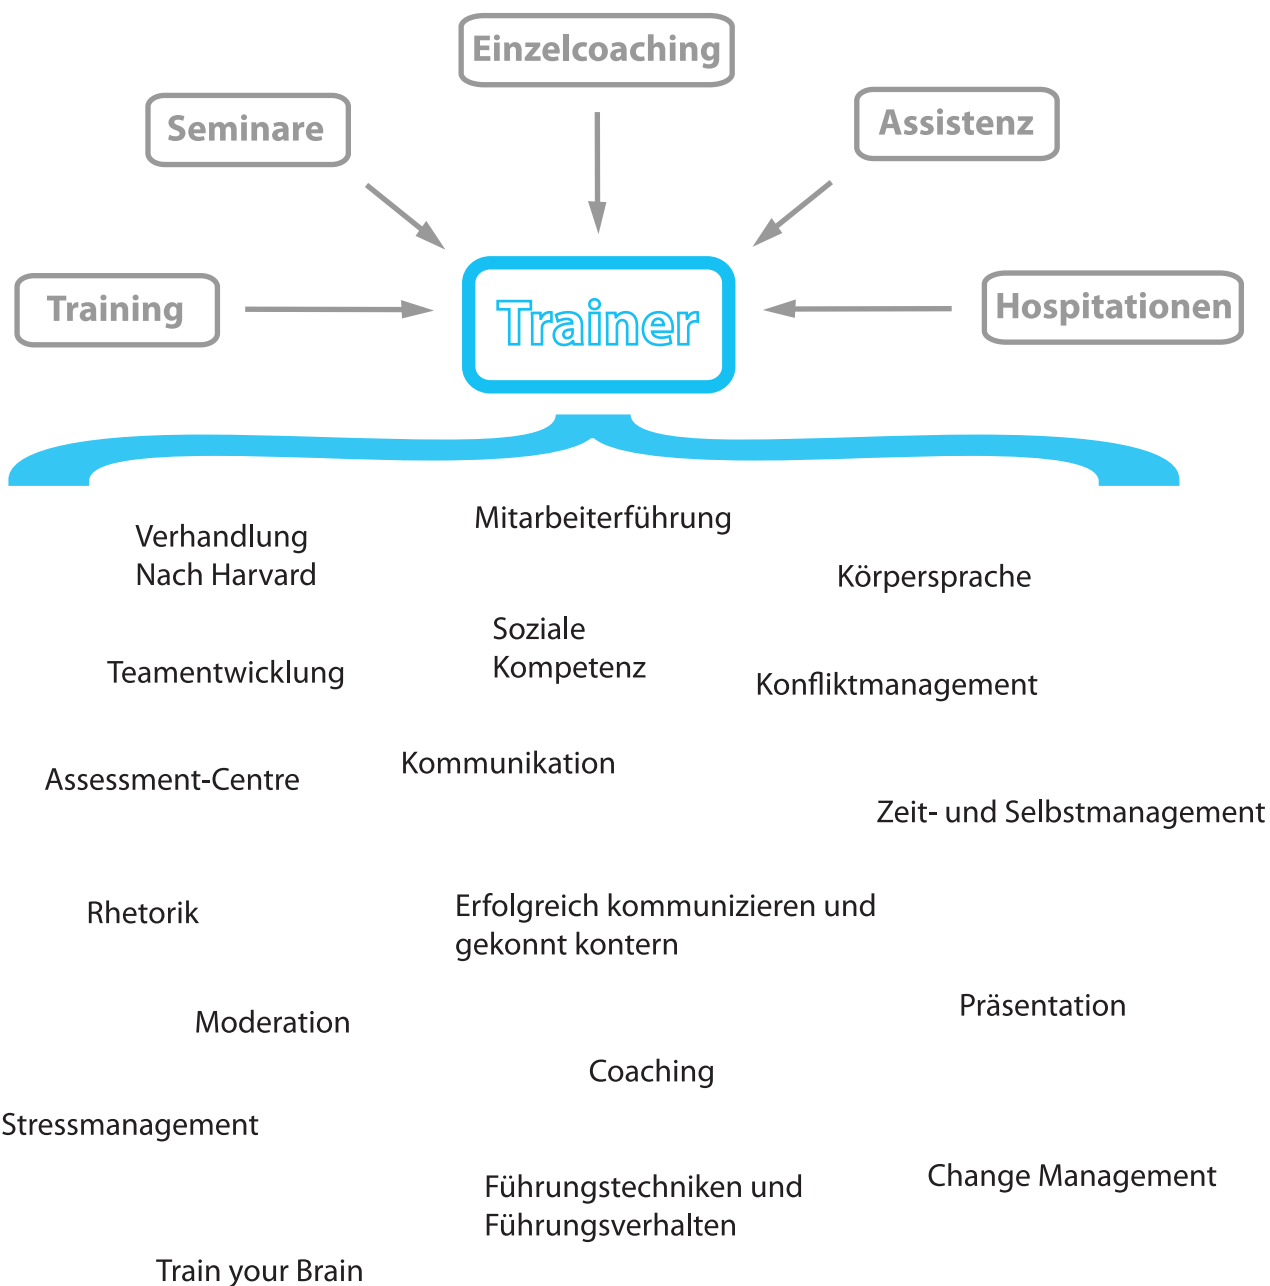 Einzelcoaching
Seminare
Assistenz
Training
Trainer
Hospitationen
Mitarbeiterführung
Verhandlung
Nach Harvard
Körpersprache
Soziale
Kompetenz
Teamentwicklung
Konfliktmanagement
Kommunikation
Assessment-Centre
Zeit- und Selbstmanagement
Rhetorik
Erfolgreich kommunizieren und
gekonnt kontern
Präsentation
Moderation
Coaching
Stressmanagement
Change Management
Führungstechniken und
Führungsverhalten
Train your Brain